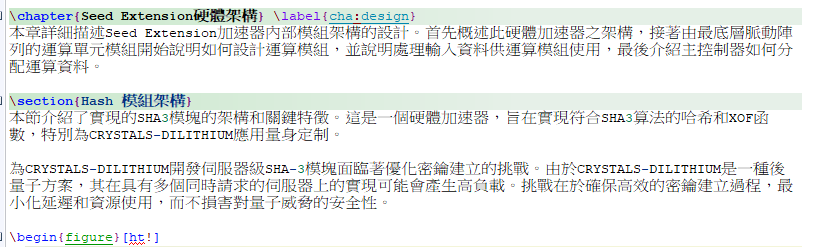 \chapter{Seed Extension硬體架構} \label{cha:design}
本章詳細描述Seed Extension加速器內部模組架構的設計。首先概述此硬體加速器之架構，接著由最底層脈動陣
列的運算單元模組開始說明如何設計運算模組，並說明處理輸入資料供運算模組使用，最後介紹主控制器如何分
配運算資料。
\section{Hash 模組架構}
本節介紹了實現的SHA3模塊的架構和關鍵特徵。這是一個硬體加速器，旨在實現符合SHA3算法的哈希和XOF函
數，特別為CRYSTALS-DILITHIUM應用量身定制。
為CRYSTALS-DILITHIUM開發伺服器級SHA-3模塊面臨著優化密鑰建立的挑戰。由於CRYSTALS-DILITHIUM是一種後
量子方案，其在具有多個同時請求的伺服器上的實現可能會產生高負載。挑戰在於確保高效的密鑰建立過程，最
小化延遲和資源使用，而不損害對量子威脅的安全性。
\begin{figure}[ht!]